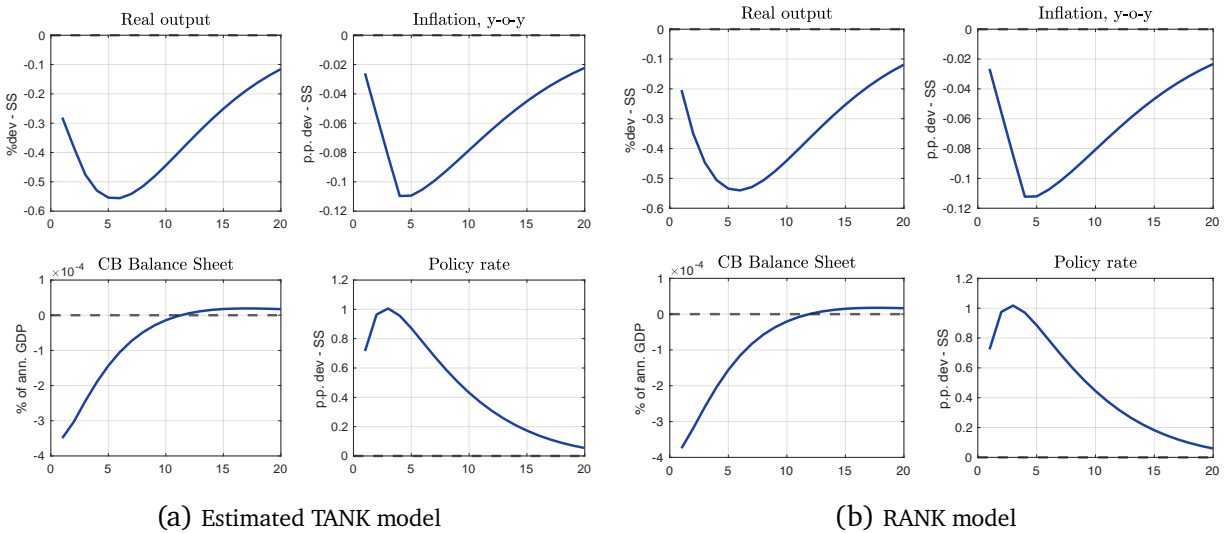 Real output
Inflation, y-o-y
Real output
Inflation, y-o-y
%dev - SS
0
-0.1
-0.2
-0.3
-0.4
-0.5
-0.6
0 5 10 15 20
p.p. dev - SS
0
-0.02
-0.04
-0.06
-0.08
-0.1
-0.12
0 5 10 15 20
%dev - SS
0
-0.1
-0.2
-0.3
-0.4
-0.5
-0.6
0 5 10 15 20
p.p. dev - SS
0
-0.02
-0.04
-0.06
-0.08
-0.1
-0.12
0 5 10 15 20
×10⁻⁴ CB Balance Sheet
Policy rate
×10⁻⁴ CB Balance Sheet
Policy rate
% of ann. GDP
1
0
-1
-2
-3
-4
0 5 10 15 20
p.p. dev - SS
1.2
1
0.8
0.6
0.4
0.2
0
0 5 10 15 20
% of ann. GDP
1
0
-1
-2
-3
-4
0 5 10 15 20
p.p. dev - SS
1.2
1
0.8
0.6
0.4
0.2
0
0 5 10 15 20
(a) Estimated TANK model
(b) RANK model